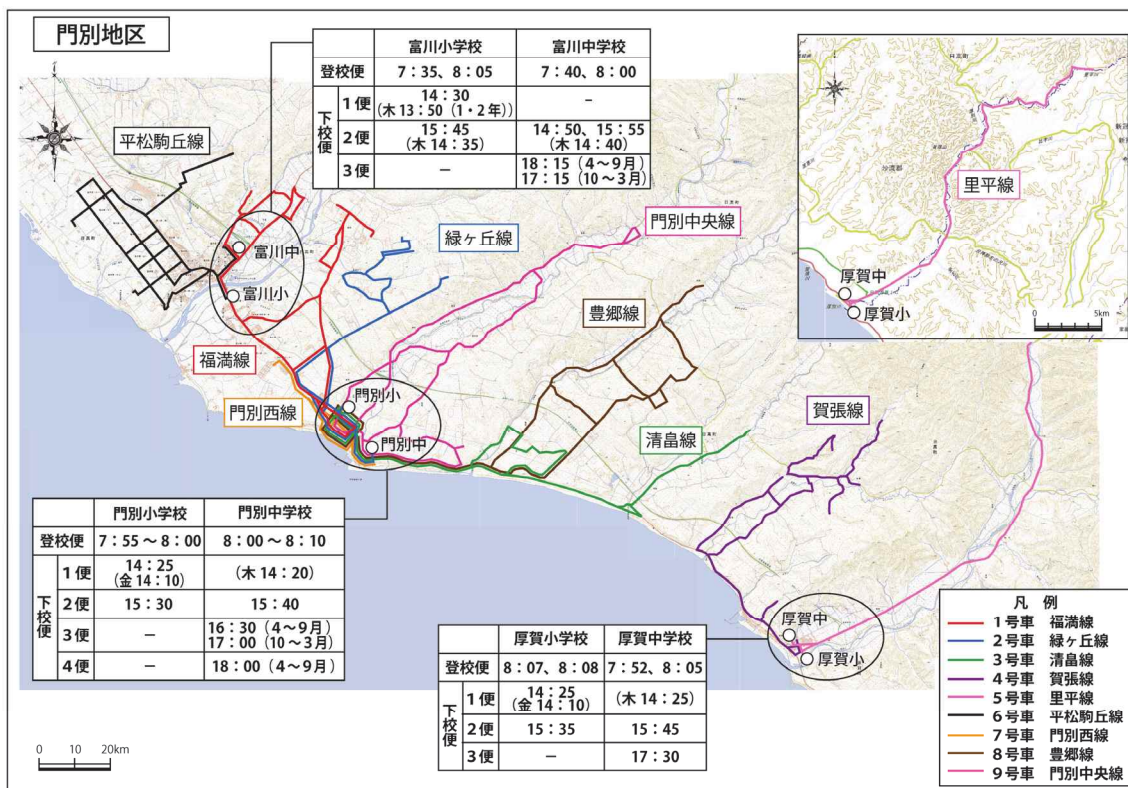 門別地区
富川小学校 富川中学校
登校便 7：35、8：05 7：40、8：00
下校便
1便 14：30 －
（木13：50（1・2年））
2便 15：45 14：50、15：55
（木14：35） （木14：40）
3便 － 18：15（4～9月）
17：15（10～3月）
平松駒丘線
富川中
富川小
緑ヶ丘線
門別中央線
里平線
厚賀中
厚賀小
0 5km
豊郷線
福満線
門別西線
門別小
門別中
清畠線
賀張線
門別小学校 門別中学校
登校便 7：55～8：00 8：00～8：10
下校便
1便 14：25 （木14：20）
（金14：10）
2便 15：30 15：40
3便 － 16：30（4～9月）
17：00（10～3月）
4便 － 18：00（4～9月）
厚賀小学校 厚賀中学校
登校便 8：07、8：08 7：52、8：05
下校便
1便 14：25 （木14：25）
（金14：10）
2便 15：35 15：45
3便 － 17：30
厚賀中
厚賀小
凡 例
1号車 福満線
2号車 緑ヶ丘線
3号車 清畠線
4号車 賀張線
5号車 里平線
6号車 平松駒丘線
7号車 門別西線
8号車 豊郷線
9号車 門別中央線
0 10 20km